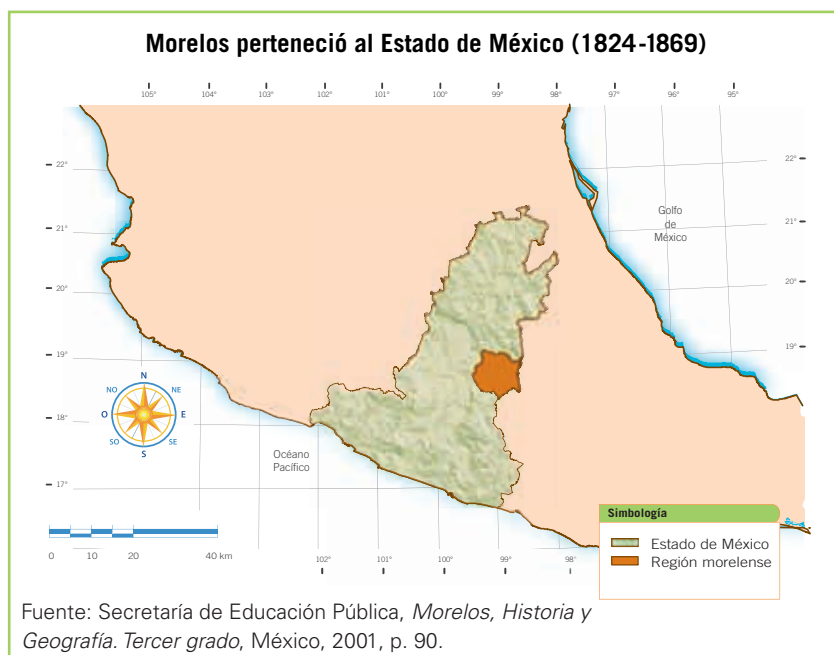 Morelos perteneció al Estado de México (1824-1869)
105° 104° 103° 102° 101° 100° 99° 98° 97° 96° 95°
22° 22°
Golfo
de
México
21° 21°
20° 20°
19° 19°
N
NO NE
O E
SO SE
S
18° 18°
Océano
Pacífico
17°
Simbología
Estado de México
Región morelense
0 10 20 40 km
102° 101° 100° 99° 98°
Fuente: Secretaría de Educación Pública, Morelos, Historia y
Geografía. Tercer grado, México, 2001, p. 90.